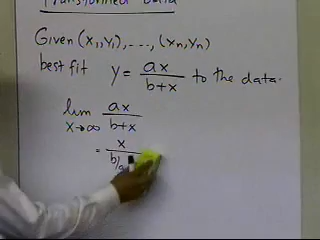 Transformed Data
Given (x₁,y₁),....,(xn,yn)
best fit y = ax/(b+x) to the data.
lim x→∞ ax/(b+x)
= x/(b/a